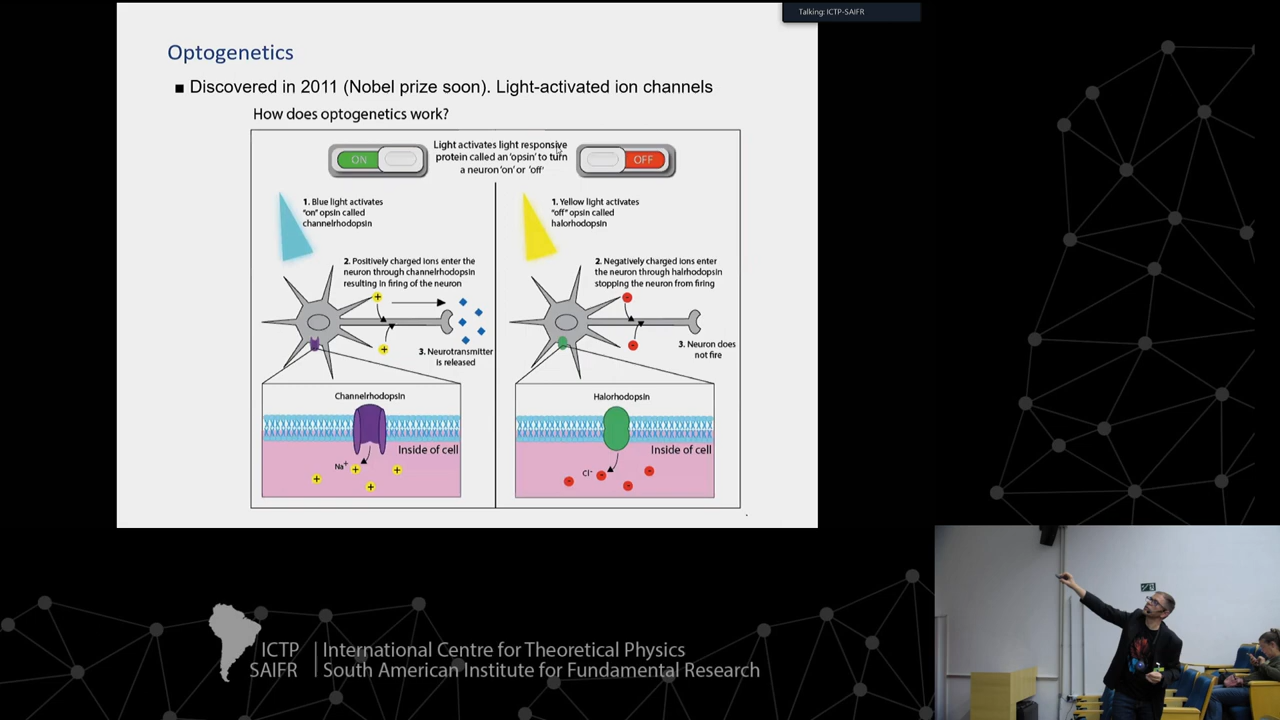 Talking: ICTP-SAIFR
Optogenetics
■ Discovered in 2011 (Nobel prize soon). Light-activated ion channels
How does optogenetics work?
ON
Light activates light responsive
protein called an 'opsin' to turn
a neuron 'on' or 'off'
OFF
1. Blue light activates
"on" opsin called
channelrhodopsin
2. Positively charged ions enter the
neuron through channelrhodopsin
resulting in firing of the neuron
+
+
3. Neurotransmitter
is released
Channelrhodopsin
Inside of cell
Na+
+
+
+
+
1. Yellow light activates
"off" opsin called
halorhodopsin
2. Negatively charged ions enter
the neuron through halrhodopsin
stopping the neuron from firing
-
-
3. Neuron does
not fire
Halorhodopsin
Inside of cell
Cl-
-
-
-
-
ICTP
SAIFR
International Centre for Theoretical Physics
South American Institute for Fundamental Research